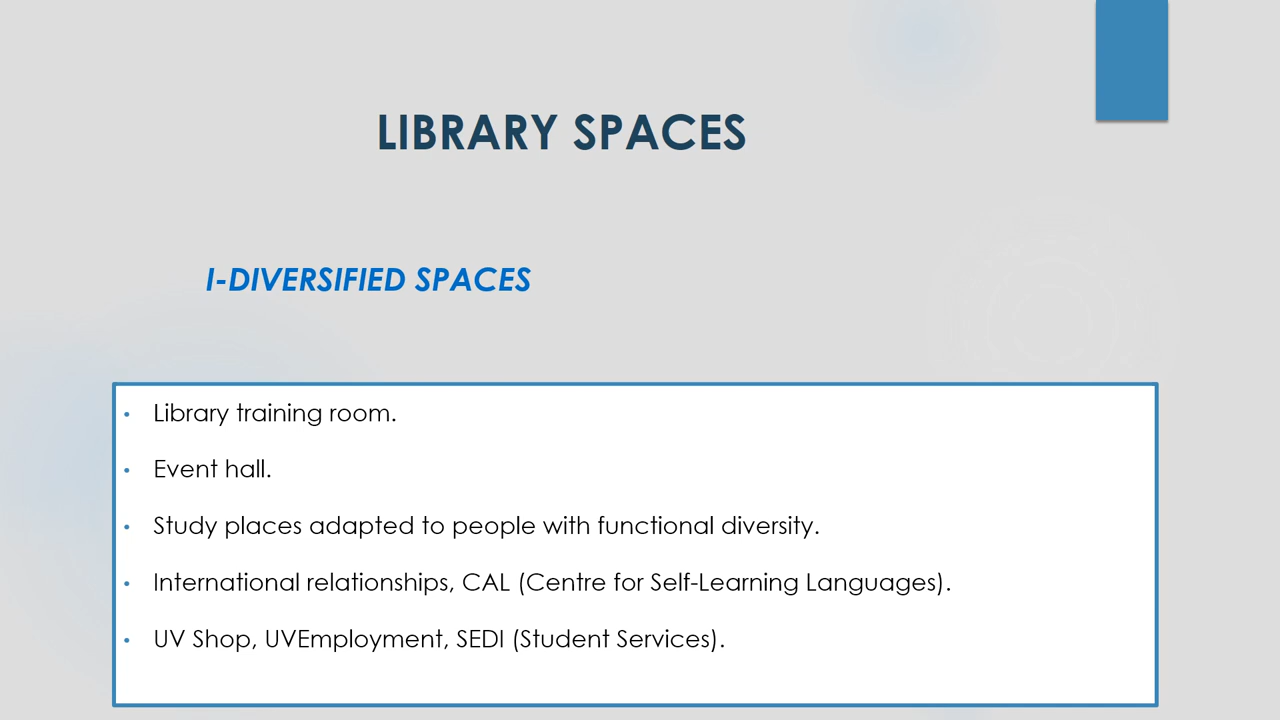 LIBRARY SPACES
I-DIVERSIFIED SPACES
• Library training room.
• Event hall.
• Study places adapted to people with functional diversity.
• International relationships, CAL (Centre for Self-Learning Languages).
• UV Shop, UVEmployment, SEDI (Student Services).